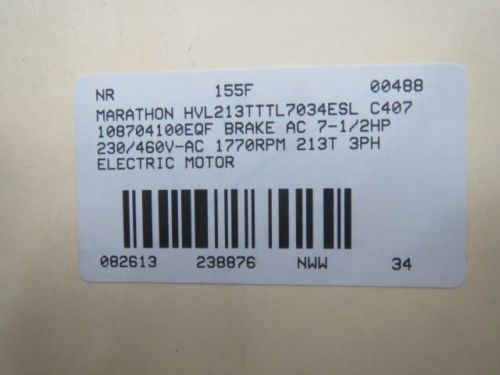 NR 155F 00488
MARATHON HVL213TTTL7034ESL C407
108704100EQF BRAKE AC 7-1/2HP
230/460V-AC 1770RPM 213T 3PH
ELECTRIC MOTOR
082613 238876 NWW 34